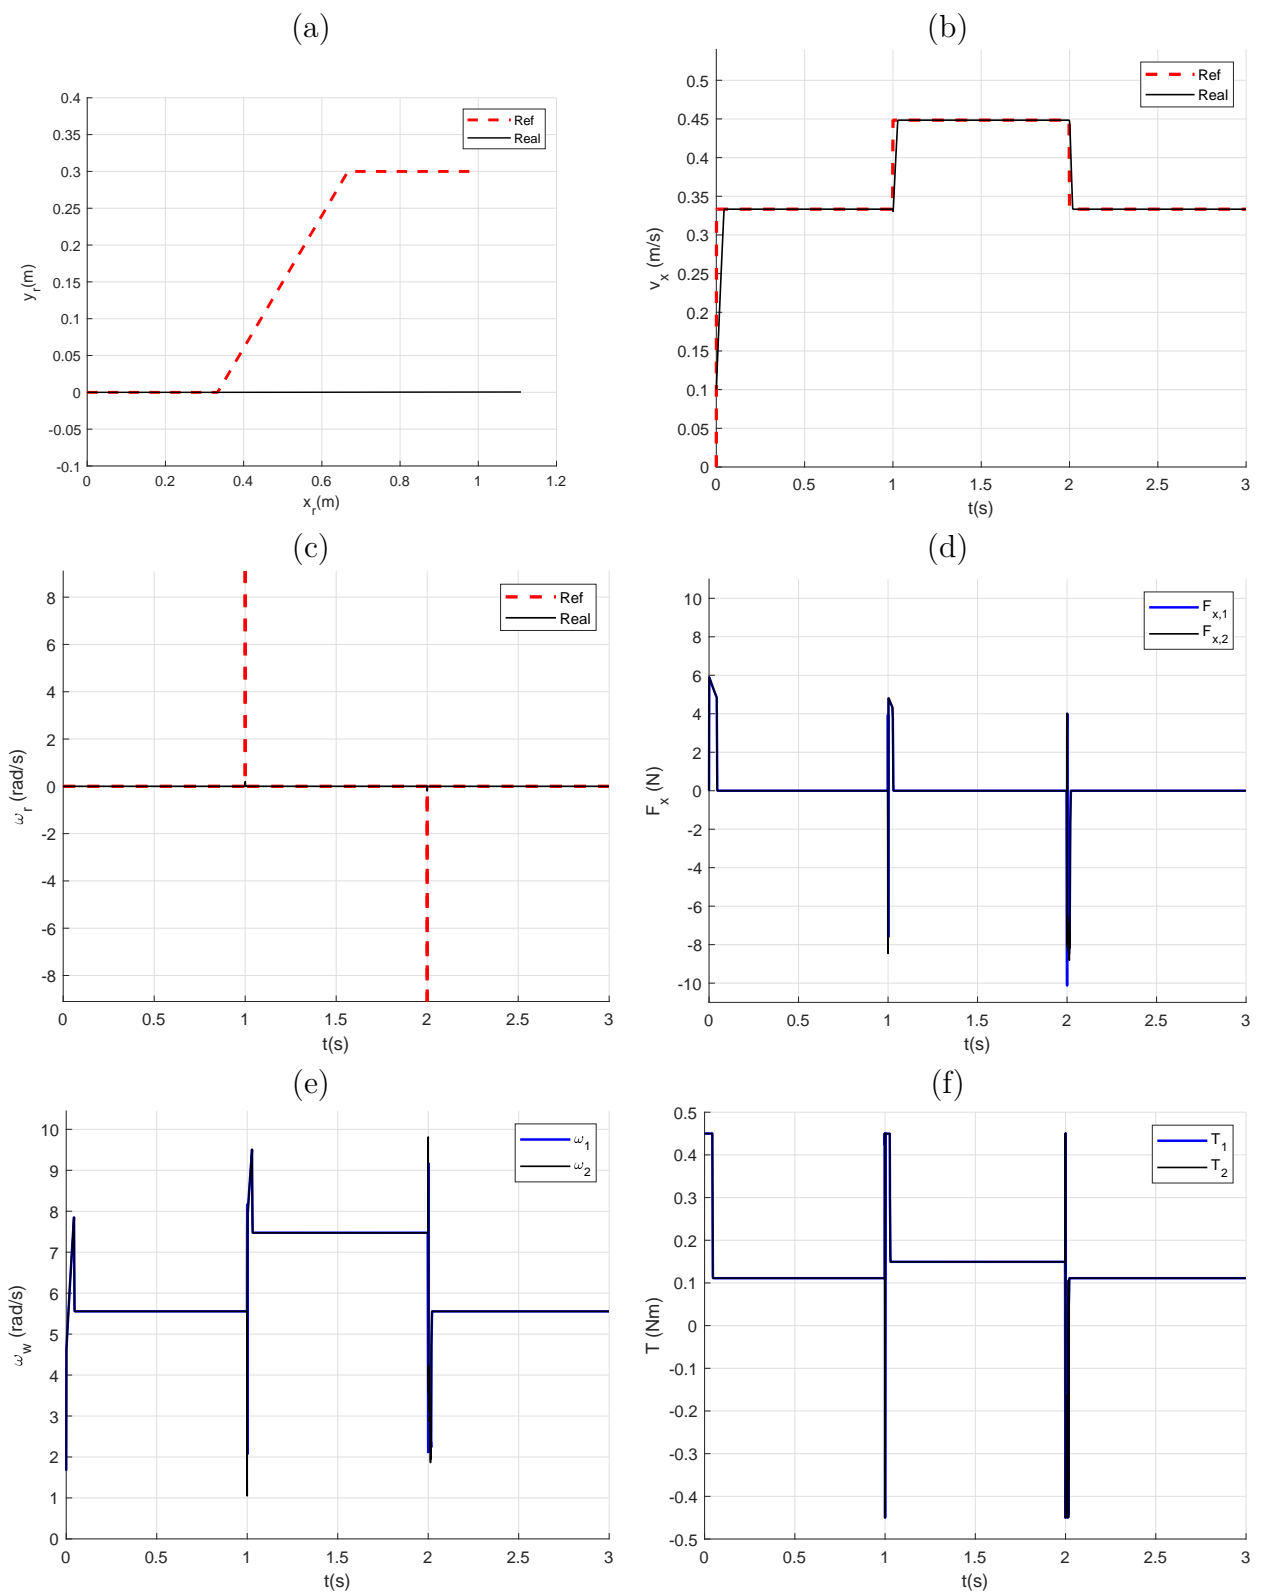 (a)
0.4
0.35
0.3
0.25
0.2
0.15
0.1
0.05
0
-0.05
-0.1
0 0.2 0.4 0.6 0.8 1 1.2
x_r(m)
y_r(m)
Ref
Real
(b)
0.5
0.45
0.4
0.35
0.3
0.25
0.2
0.15
0.1
0.05
0
0 0.5 1 1.5 2 2.5 3
t(s)
v_x (m/s)
Ref
Real
(c)
8
6
4
2
0
-2
-4
-6
-8
0 0.5 1 1.5 2 2.5 3
t(s)
ω_r (rad/s)
Ref
Real
(d)
10
8
6
4
2
0
-2
-4
-6
-8
-10
0 0.5 1 1.5 2 2.5 3
t(s)
F_x (N)
F_x,1
F_x,2
(e)
10
9
8
7
6
5
4
3
2
1
0
0 0.5 1 1.5 2 2.5 3
t(s)
ω_w (rad/s)
ω_1
ω_2
(f)
0.5
0.4
0.3
0.2
0.1
0
-0.1
-0.2
-0.3
-0.4
-0.5
0 0.5 1 1.5 2 2.5 3
t(s)
T (Nm)
T_1
T_2